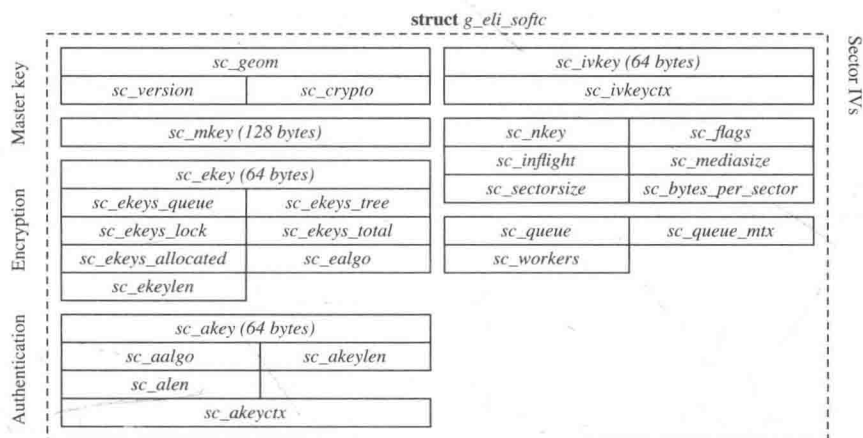 struct g_eli_softc
Master key
sc_geom
sc_version sc_crypto
sc_mkey (128 bytes)
Encryption
sc_ekey (64 bytes)
sc_ekeys_queue sc_ekeys_tree
sc_ekeys_lock sc_ekeys_total
sc_ekeys_allocated sc_ealgo
sc_ekeylen
Authentication
sc_akey (64 bytes)
sc_aalgo sc_akeylen
sc_alen
sc_akeyctx
Sector IVs
sc_ivkey (64 bytes)
sc_ivkeyctx
sc_nkey sc_flags
sc_inflight sc_mediasize
sc_sectorsize sc_bytes_per_sector
sc_queue sc_queue_mtx
sc_workers